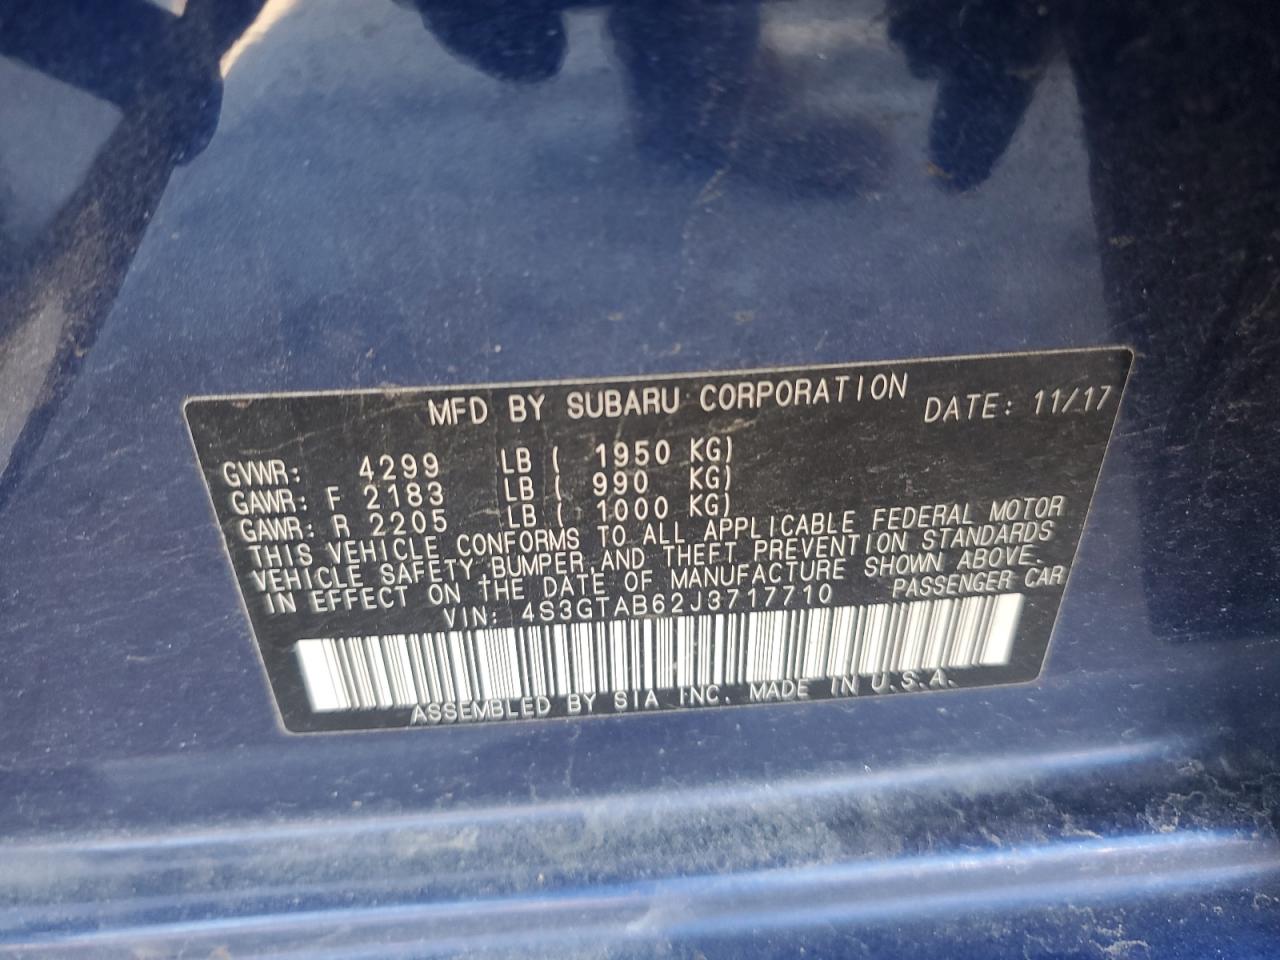 MFD BY SUBARU CORPORATION DATE: 11/17
GVWR: 4299 LB ( 1950 KG)
GAWR: F 2183 LB ( 990 KG)
GAWR: R 2205 LB ( 1000 KG)
THIS VEHICLE CONFORMS TO ALL APPLICABLE FEDERAL MOTOR
VEHICLE SAFETY BUMPER AND THEFT PREVENTION STANDARDS
IN EFFECT ON THE DATE OF MANUFACTURE SHOWN ABOVE.
VIN: 4S3GTAB62J3717710 PASSENGER CAR
ASSEMBLED BY SIA INC. MADE IN U.S.A.